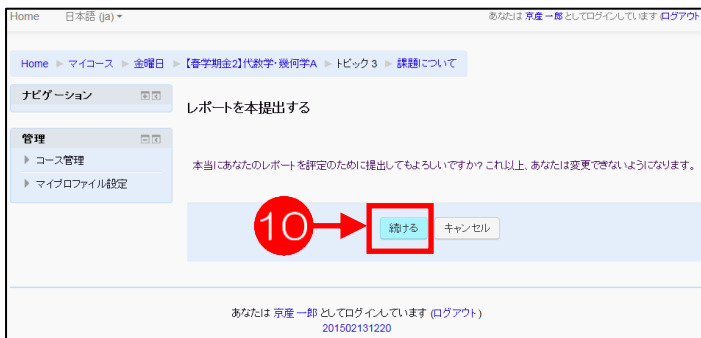 Home 日本語 (ja) あなたは 京産 一郎 としてログインしています (ログアウト
Home ▶ マイコース ▶ 金曜日 ▶ 【春学期金2】代数学・幾何学A ▶ トピック 3 ▶ 課題について
ナビゲーション
レポートを本提出する
管理
コース管理
本当にあなたのレポートを評定のために提出してもよろしいですか? これ以上、あなたは変更できないようになります。
マイプロファイル設定
10 続ける キャンセル
あなたは 京産 一郎 としてログインしています (ログアウト)
201502131220